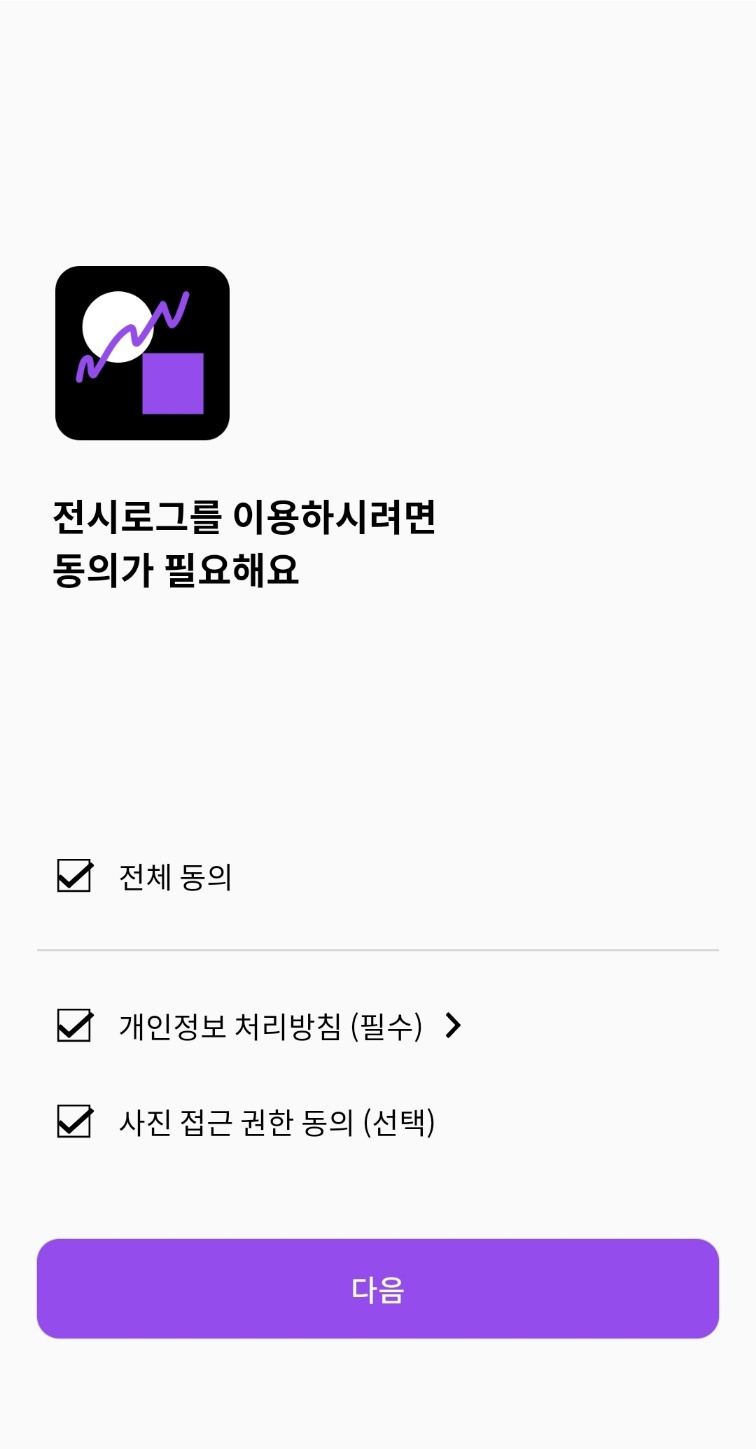 전시로그를 이용하시려면
동의가 필요해요
전체 동의
개인정보 처리방침 (필수)
사진 접근 권한 동의 (선택)
다음